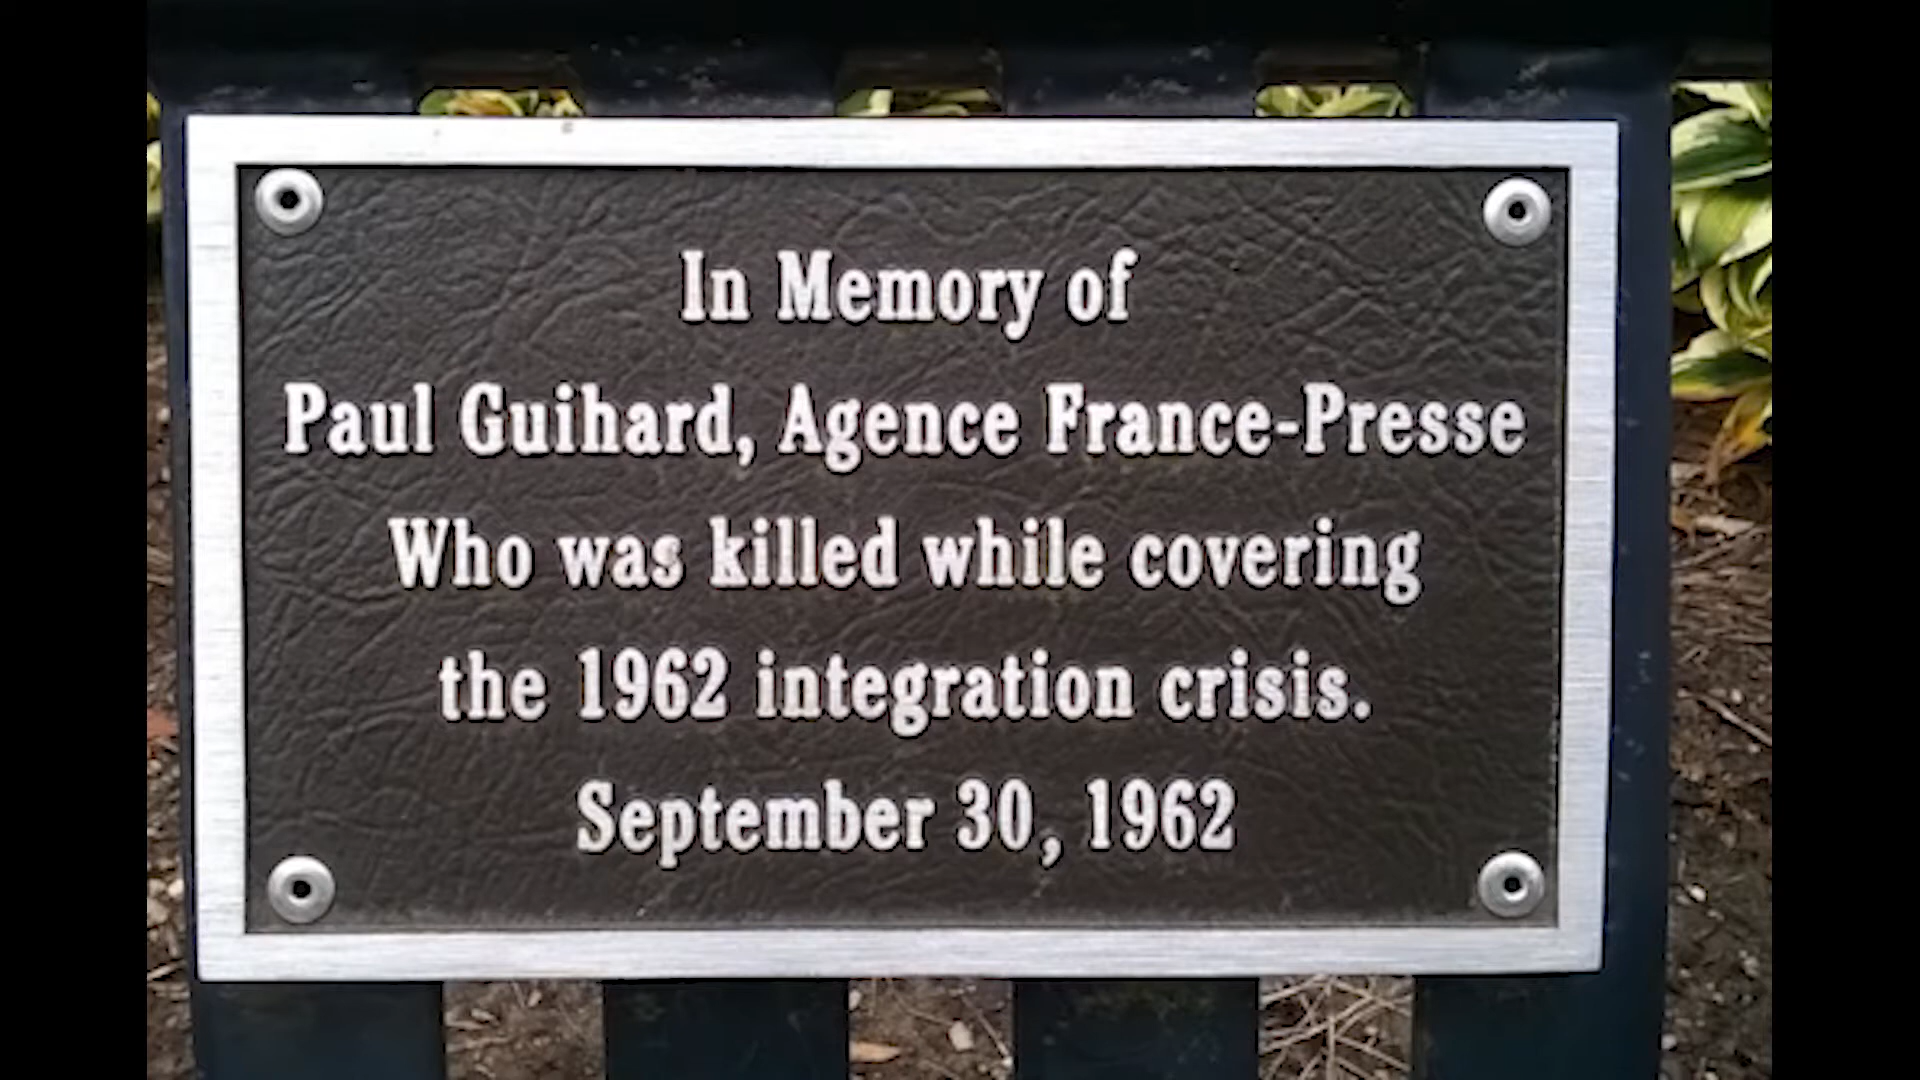 In Memory of
Paul Guihard, Agence France-Presse
Who was killed while covering
the 1962 integration crisis.
September 30, 1962